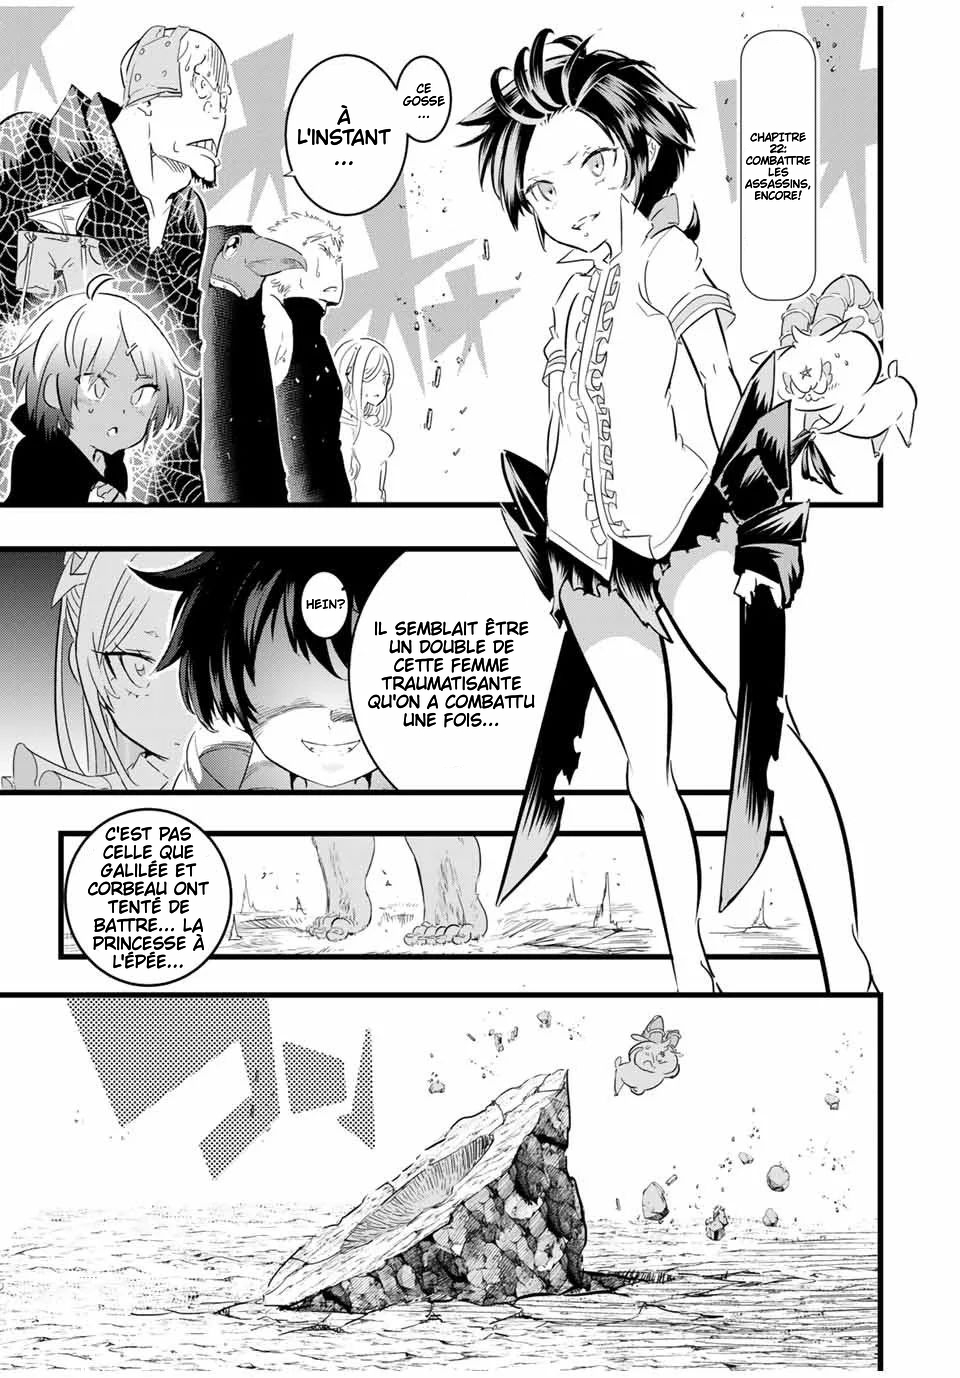 CHAPITRE
22:
COMBATTRE
LES
ASSASSINS,
ENCORE!
CE
GOSSE
...
À
L'INSTANT
...
HEIN?
IL SEMBLAIT ÊTRE
UN DOUBLE DE
CETTE FEMME
TRAUMATISANTE
QU'ON A COMBATTU
UNE FOIS...
C'EST PAS
CELLE QUE
GALILÉE ET
CORBEAU ONT
TENTÉ DE
BATTRE... LA
PRINCESSE À
L'ÉPÉE...